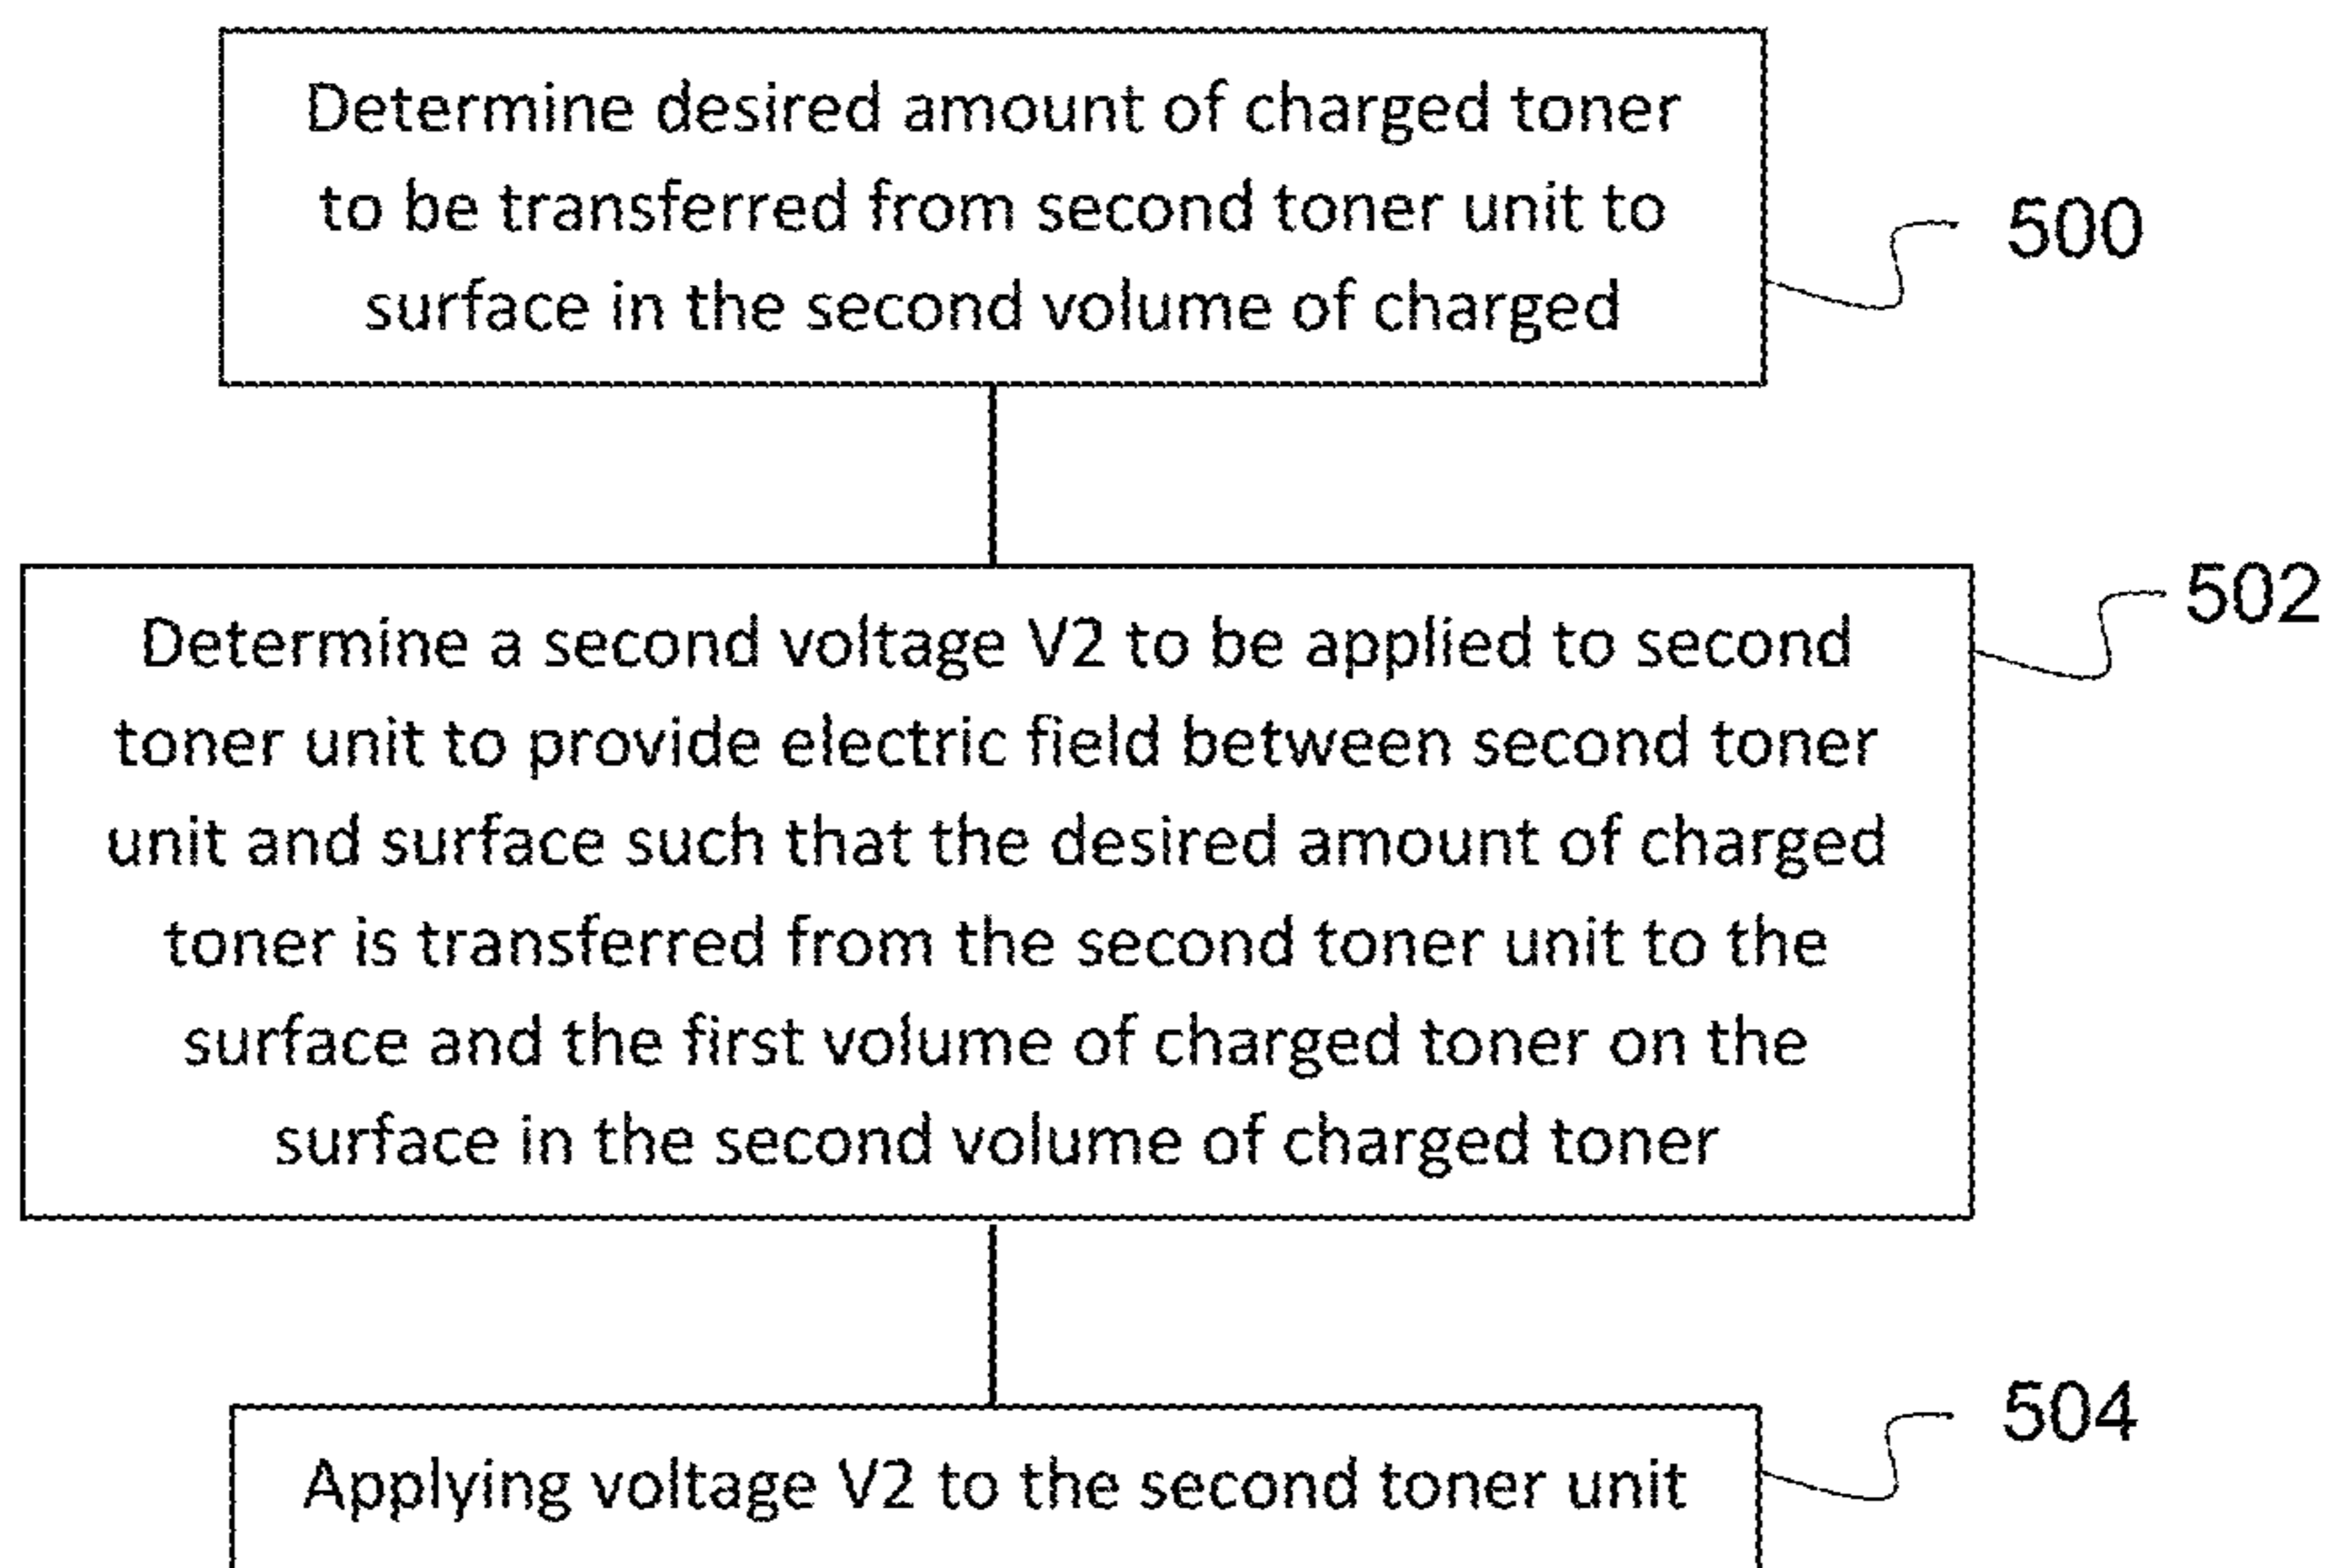 Determine desired amount of charged toner
to be transferred from second toner unit to
surface in the second volume of charged
500
502
Determine a second voltage V2 to be applied to second
toner unit to provide electric field between second toner
unit and surface such that the desired amount of charged
toner is transferred from the second toner unit to the
surface and the first volume of charged toner on the
surface in the second volume of charged toner
504
Applying voltage V2 to the second toner unit